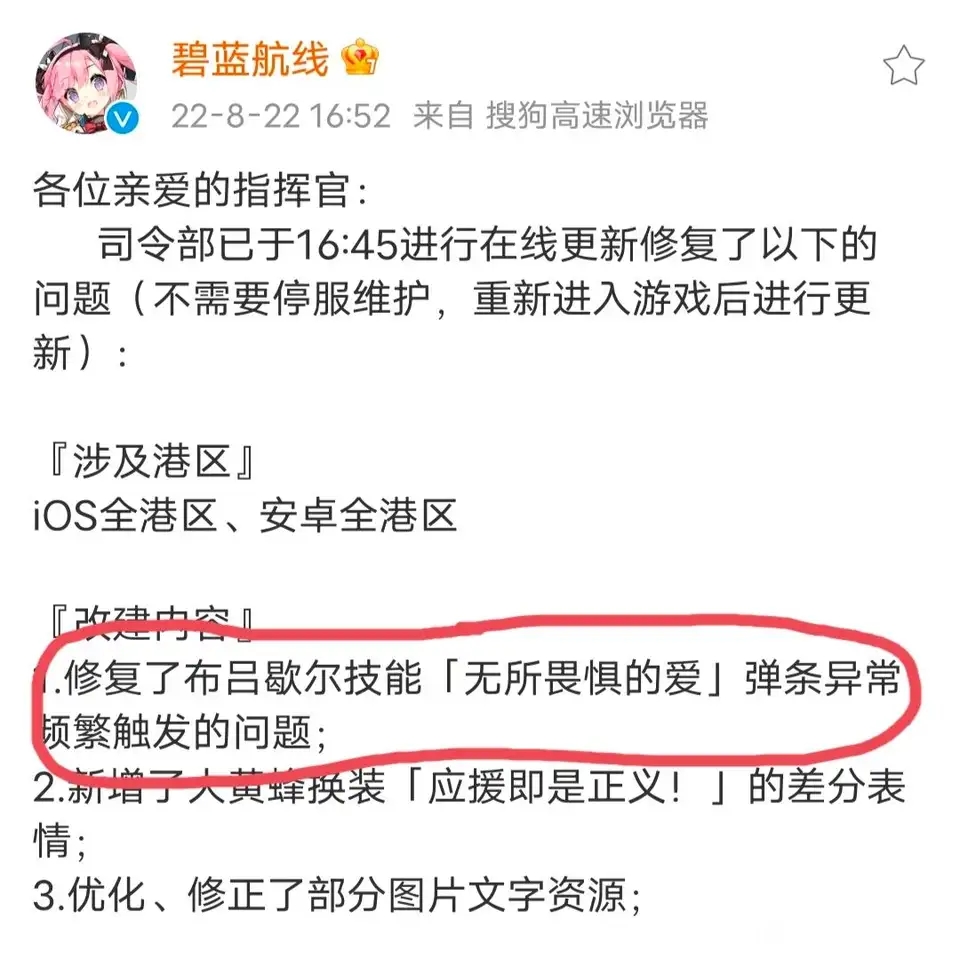 碧蓝航线
22-8-22 16:52 来自 搜狗高速浏览器
各位亲爱的指挥官：
司令部已于16:45进行在线更新修复了以下的
问题（不需要停服维护，重新进入游戏后进行更
新）：
『涉及港区』
iOS全港区、安卓全港区
『改建内容』
1.修复了布吕歇尔技能「无所畏惧的爱」弹条异常
频繁触发的问题；
2.新增了大黄蜂换装「应援即是正义！」的差分表
情；
3.优化、修正了部分图片文字资源；